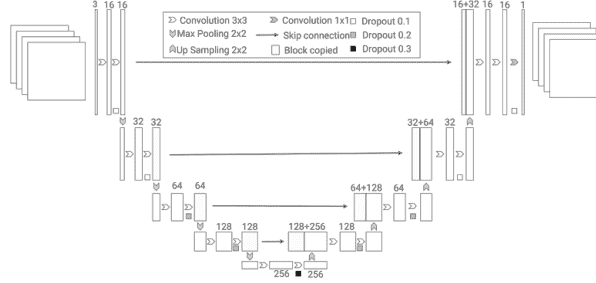 3 16 16
Convolution 3x3 Convolution 1x1 Dropout 0.1
Max Pooling 2x2 Skip connection Dropout 0.2
Up Sampling 2x2 Block copied Dropout 0.3
16+32 16 16 1
32 32
32+64 32
64 64
64+128 64
128 128
128+256 128
256 256